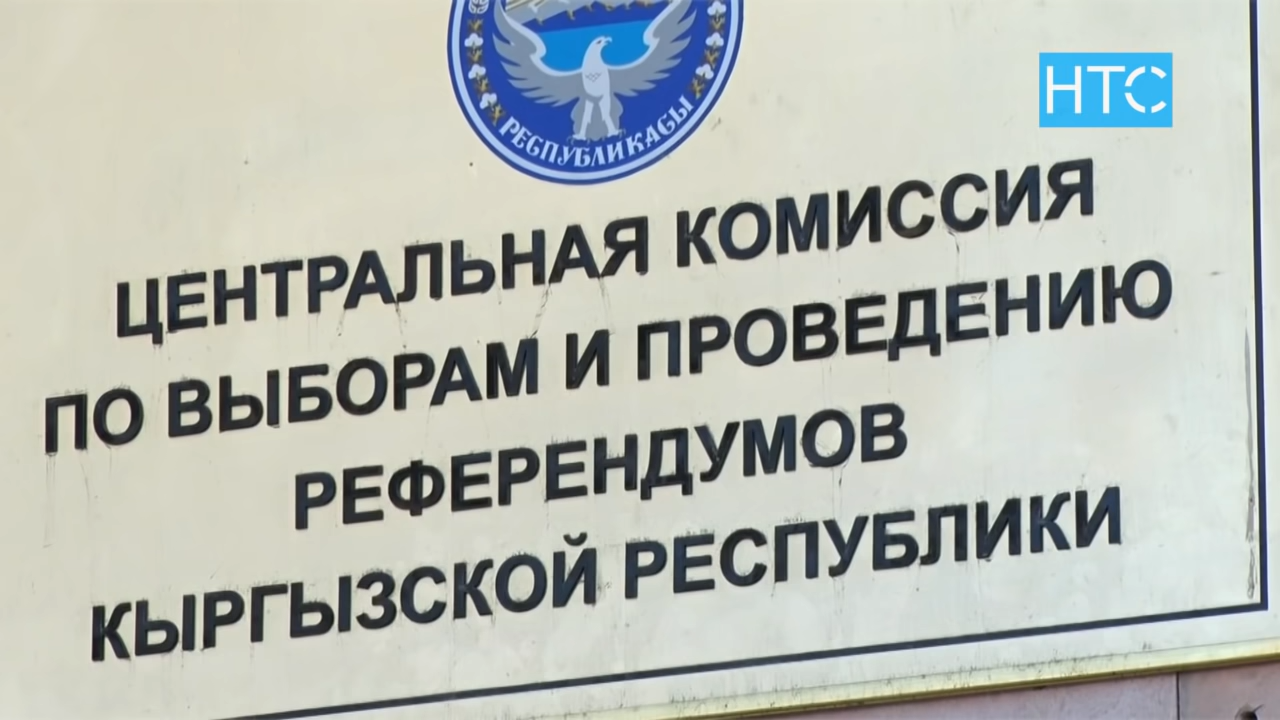 НТС
РЕСПУБЛИКАСЫ
ЦЕНТРАЛЬНАЯ КОМИССИЯ
ПО ВЫБОРАМ И ПРОВЕДЕНИЮ
РЕФЕРЕНДУМОВ
КЫРГЫЗСКОЙ РЕСПУБЛИКИ